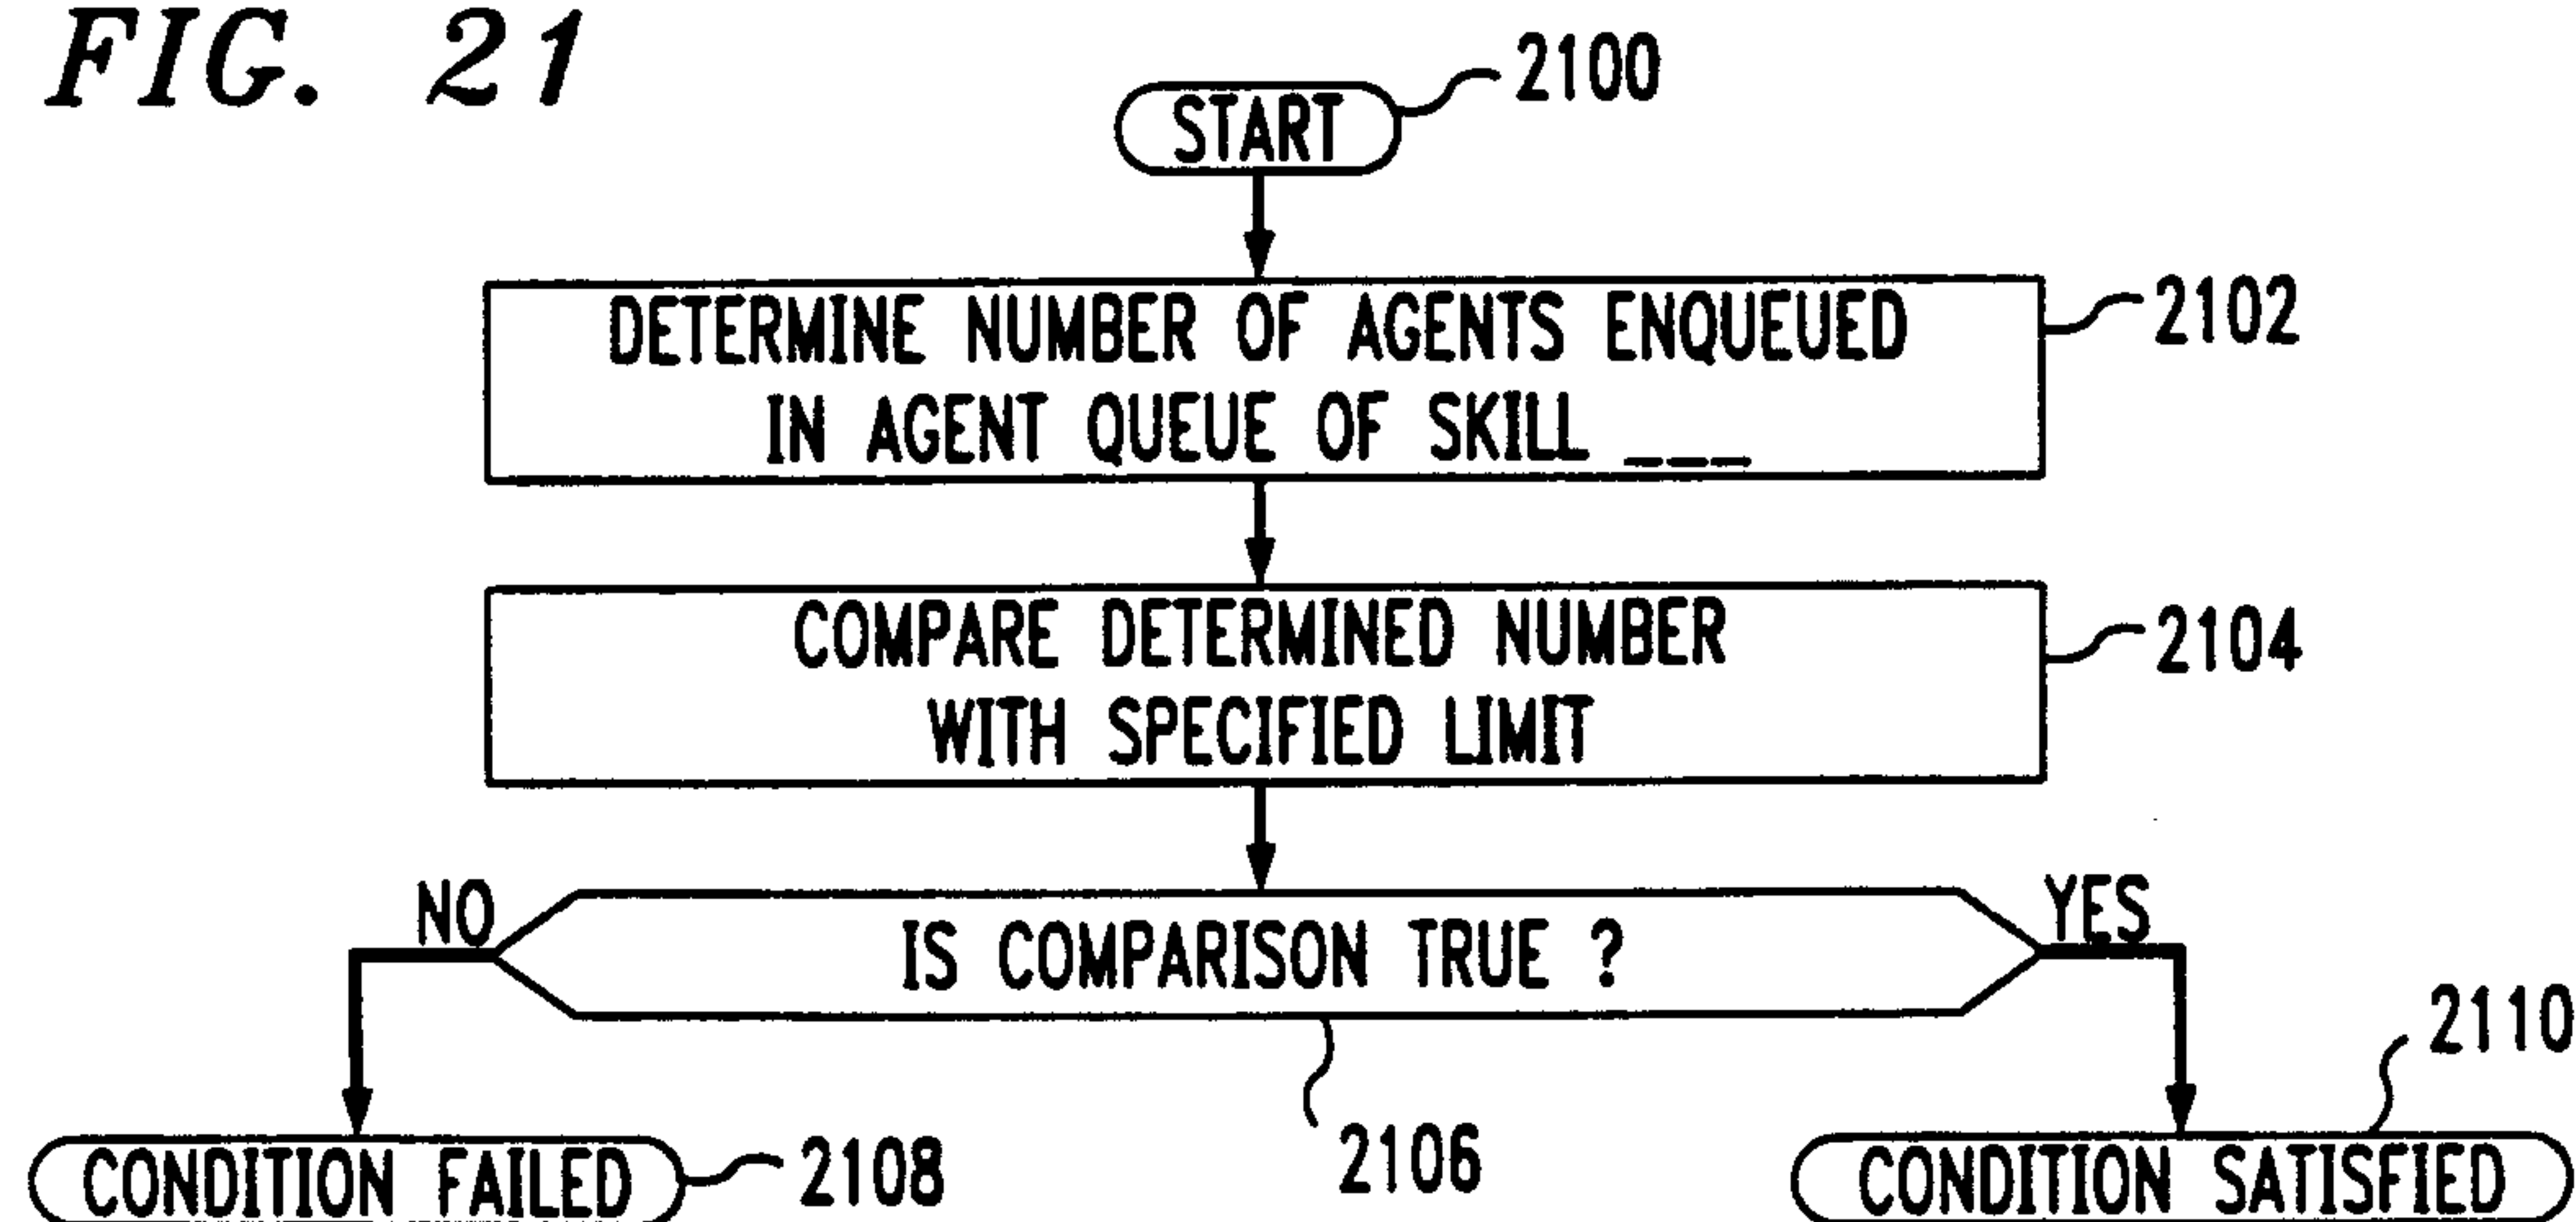 FIG. 21
START
2100
DETERMINE NUMBER OF AGENTS ENQUEUED
IN AGENT QUEUE OF SKILL ___
2102
COMPARE DETERMINED NUMBER
WITH SPECIFIED LIMIT
2104
NO
IS COMPARISON TRUE ?
YES
2106
CONDITION FAILED
2108
CONDITION SATISFIED
2110